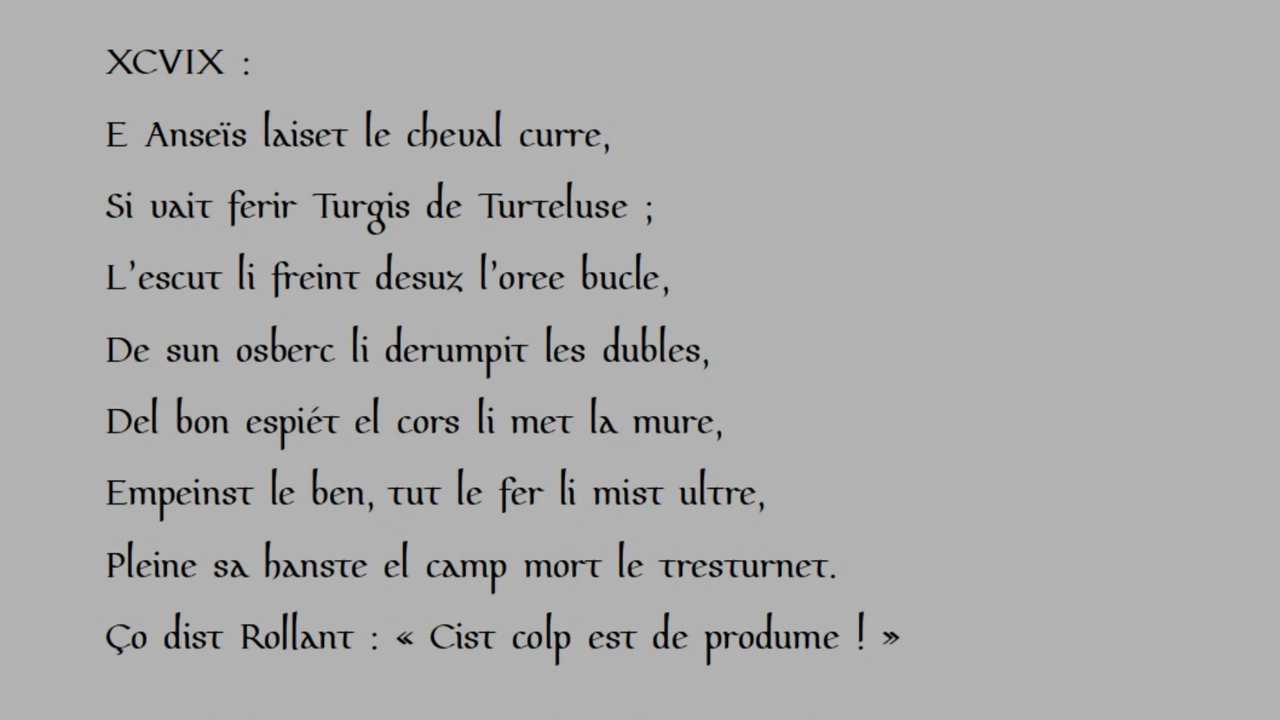 XCVIX :
E Anseïs laiset le cheval curre,
Si vait ferir Turgis de Turteluse ;
L’escut li freint desuz l’oree bucle,
De sun osberc li derumpit les dubles,
Del bon espiét el cors li met la mure,
Empeinst le ben, tut le fer li mist ultre,
Pleine sa hanste el camp mort le tresturnet.
Ço dist Rollant : « Cist colp est de produme ! »